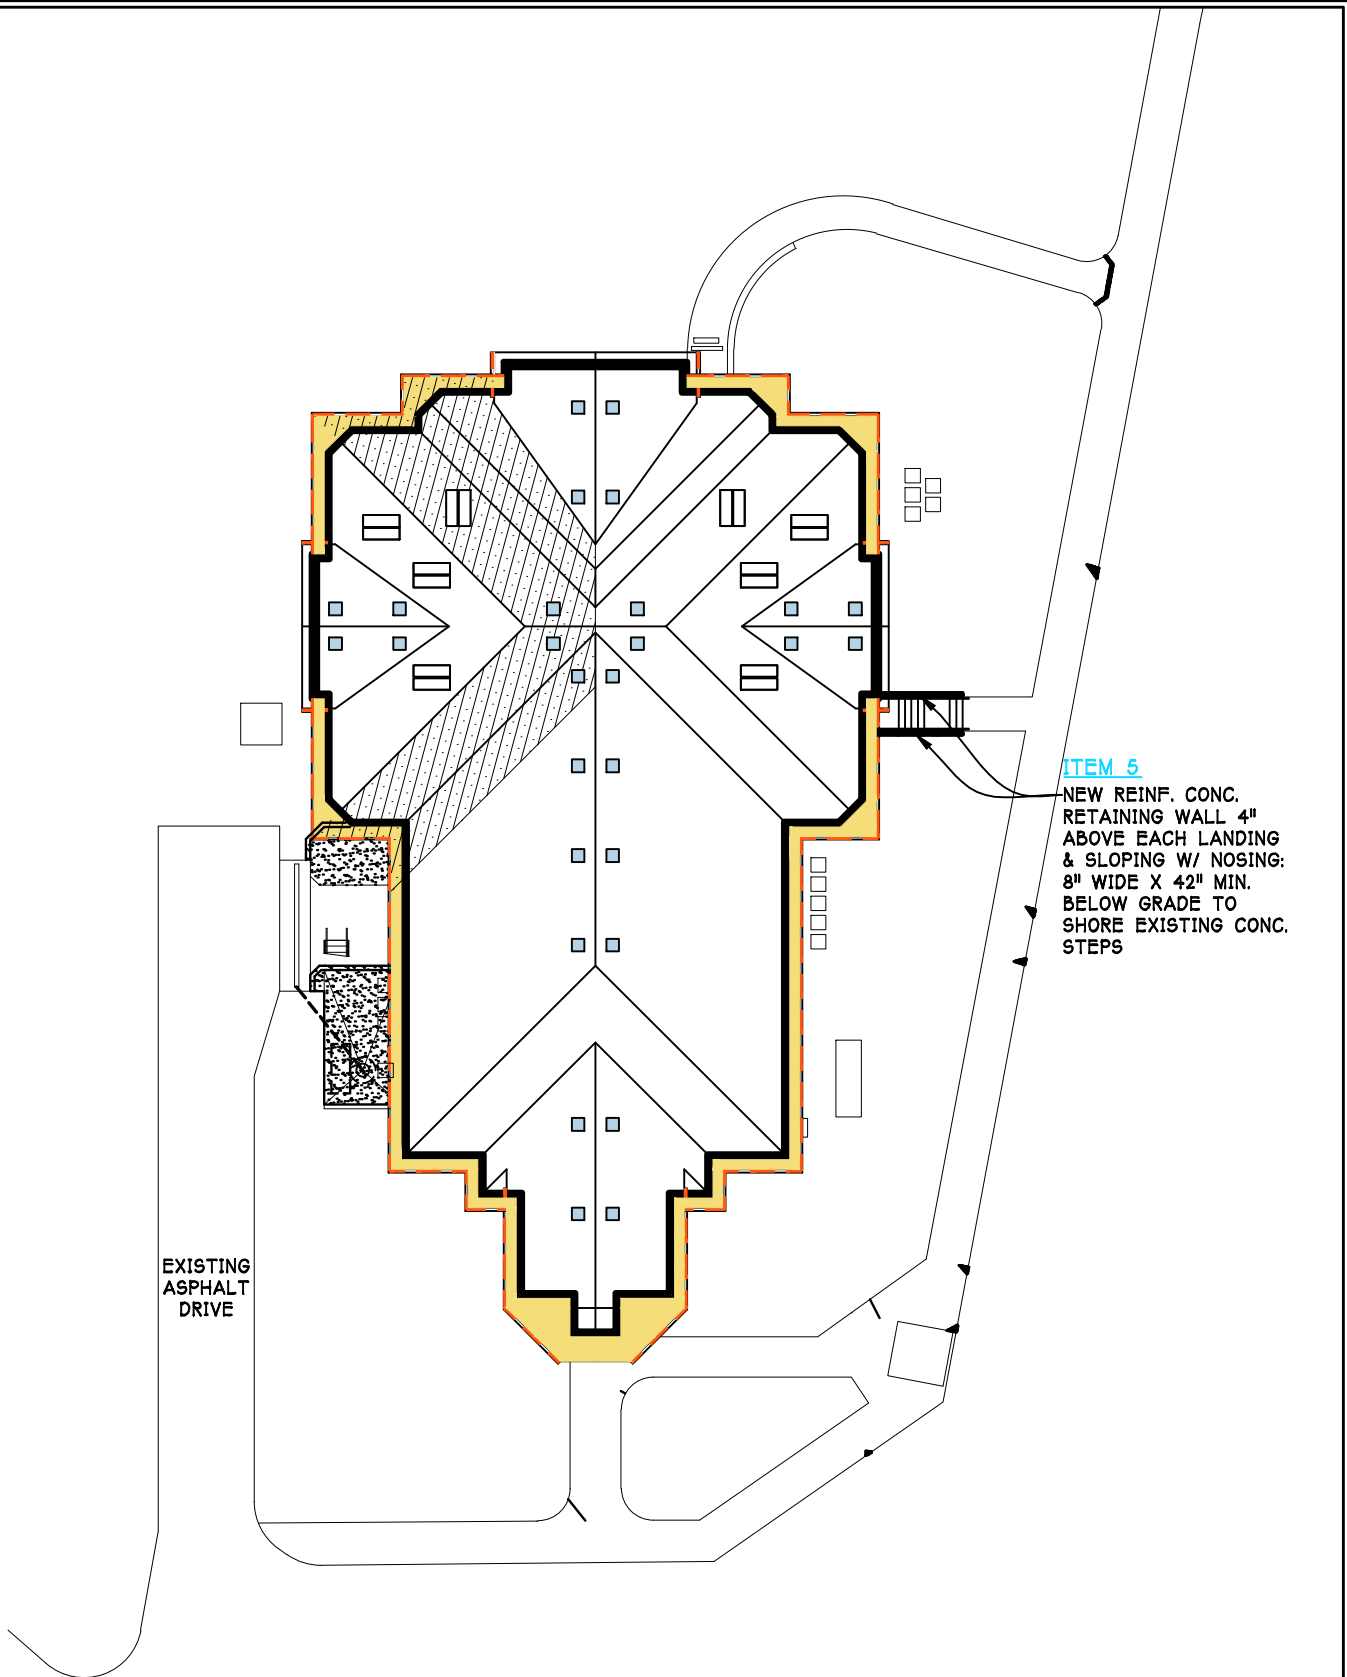 ITEM 5
NEW REINF. CONC.
RETAINING WALL 4"
ABOVE EACH LANDING
& SLOPING W/ NOSING:
8" WIDE X 42" MIN.
BELOW GRADE TO
SHORE EXISTING CONC.
STEPS
EXISTING
ASPHALT
DRIVE